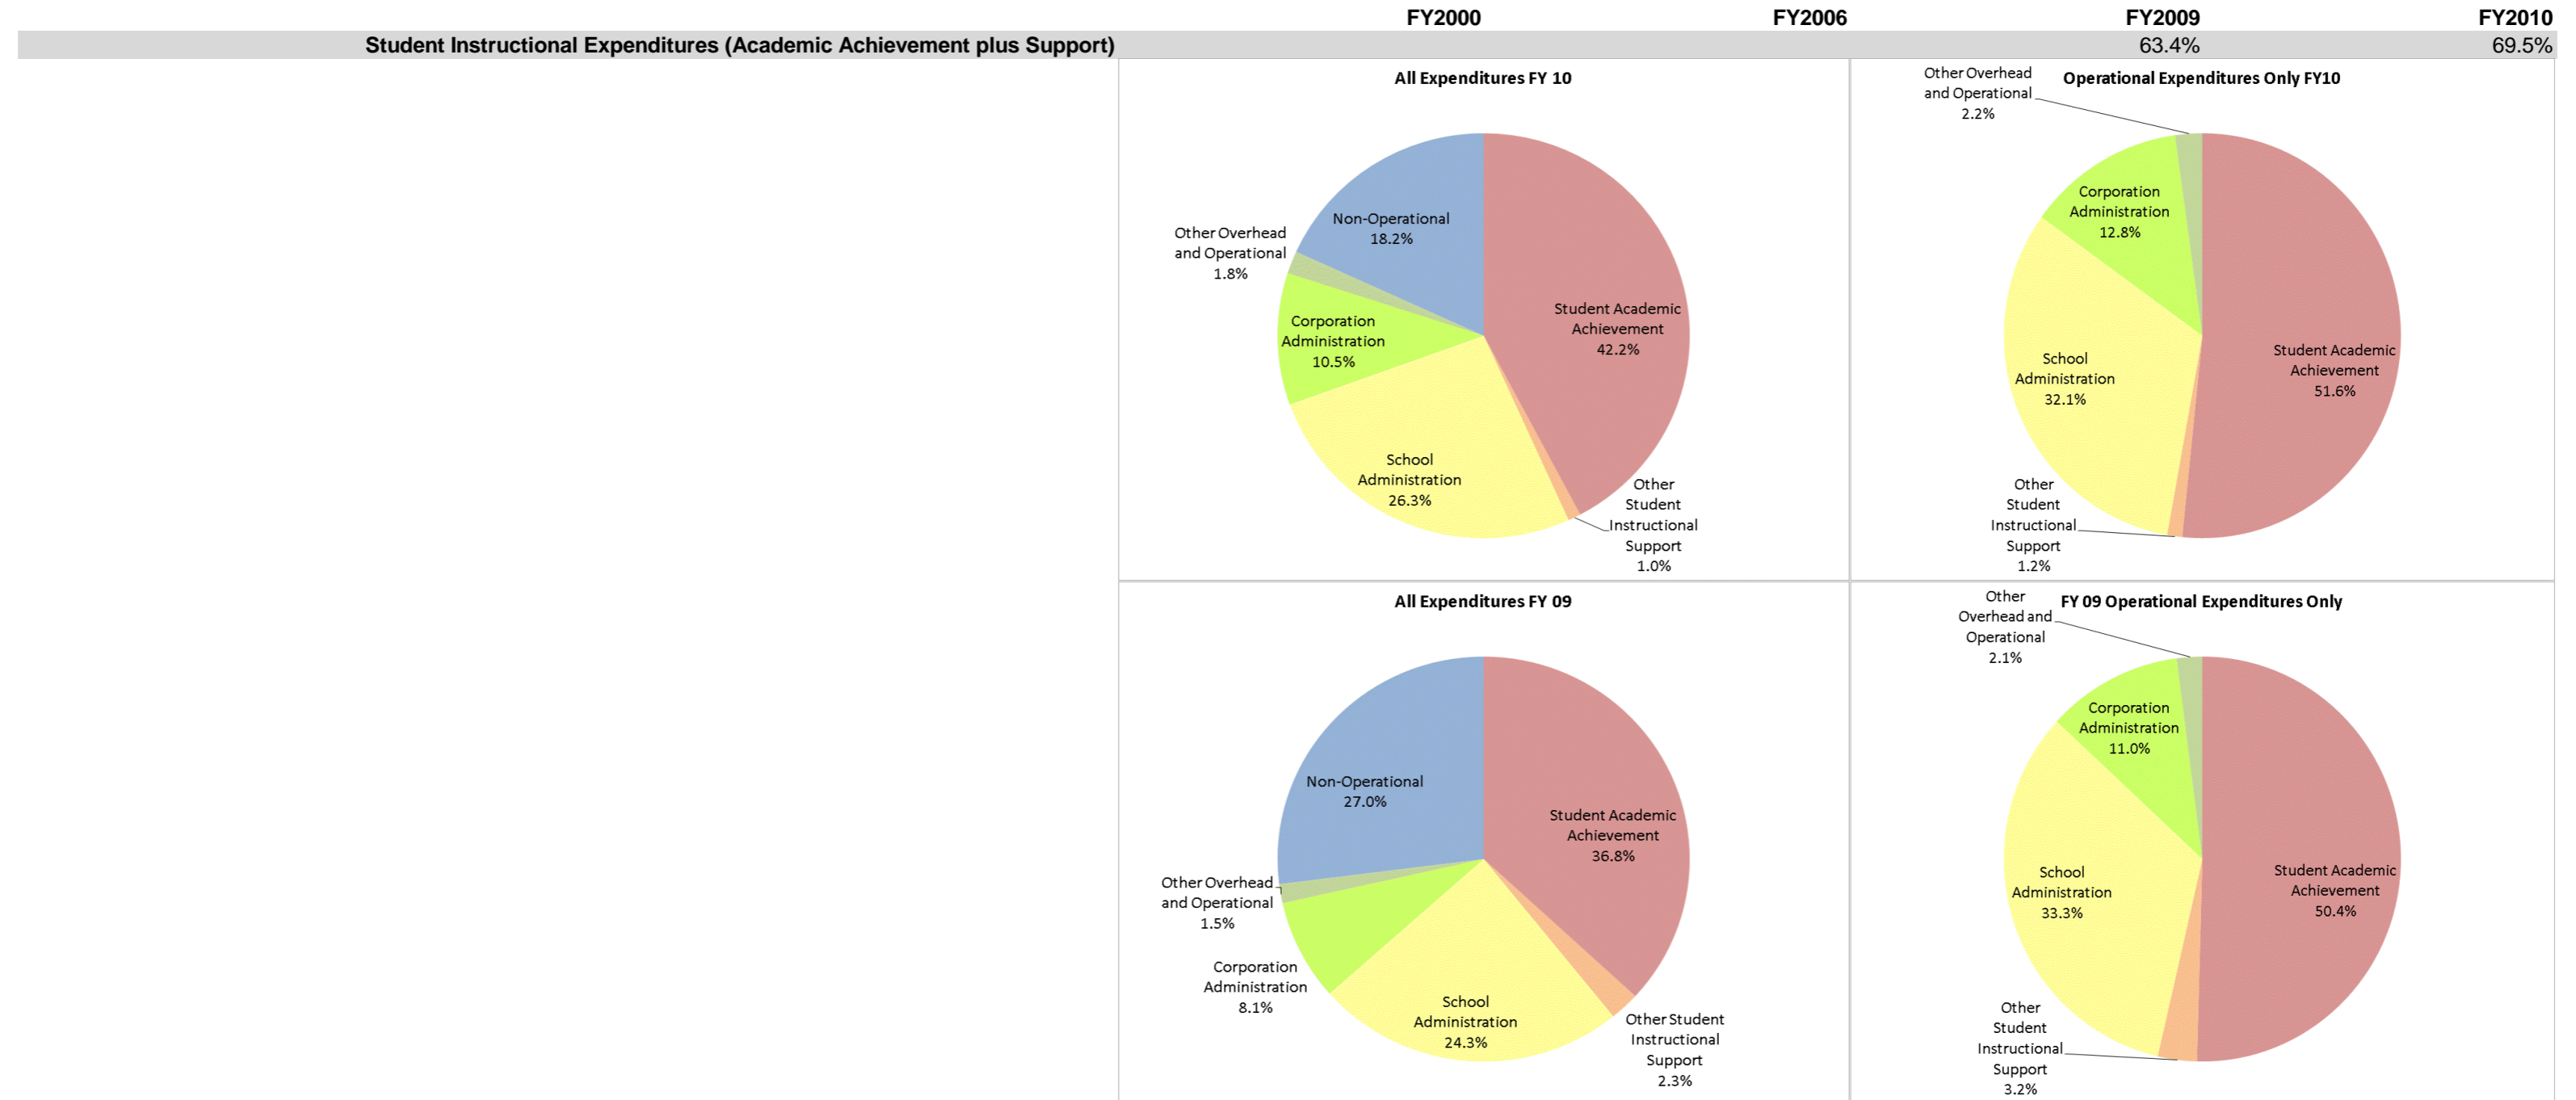 FY2000 FY2006 FY2009 FY2010
Student Instructional Expenditures (Academic Achievement plus Support) 63.4% 69.5%
All Expenditures FY 10
Non-Operational
18.2%
Other Overhead
and Operational
1.8%
Corporation
Administration
10.5%
Student Academic
Achievement
42.2%
School
Administration
26.3%
Other
Student
Instructional
Support
1.0%
Operational Expenditures Only FY10
Other Overhead
and Operational
2.2%
Corporation
Administration
12.8%
School
Administration
32.1%
Student Academic
Achievement
51.6%
Other
Student
Instructional
Support
1.2%
All Expenditures FY 09
Non-Operational
27.0%
Student Academic
Achievement
36.8%
Other Overhead
and Operational
1.5%
Corporation
Administration
8.1%
School
Administration
24.3%
Other Student
Instructional
Support
2.3%
FY 09 Operational Expenditures Only
Other
Overhead and
Operational
2.1%
Corporation
Administration
11.0%
School
Administration
33.3%
Student Academic
Achievement
50.4%
Other
Student
Instructional
Support
3.2%